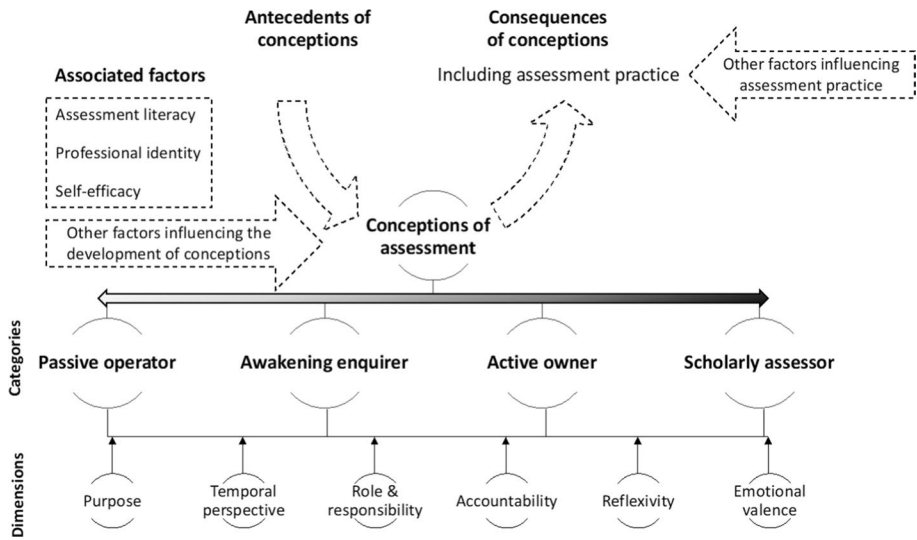 Antecedents of
conceptions
Consequences
of conceptions
Including assessment practice
Other factors influencing
assessment practice
Associated factors
Assessment literacy
Professional identity
Self-efficacy
Other factors influencing the
development of conceptions
Conceptions of
assessment
Categories
Passive operator
Awakening enquirer
Active owner
Scholarly assessor
Dimensions
Purpose
Temporal
perspective
Role &
responsibility
Accountability
Reflexivity
Emotional
valence